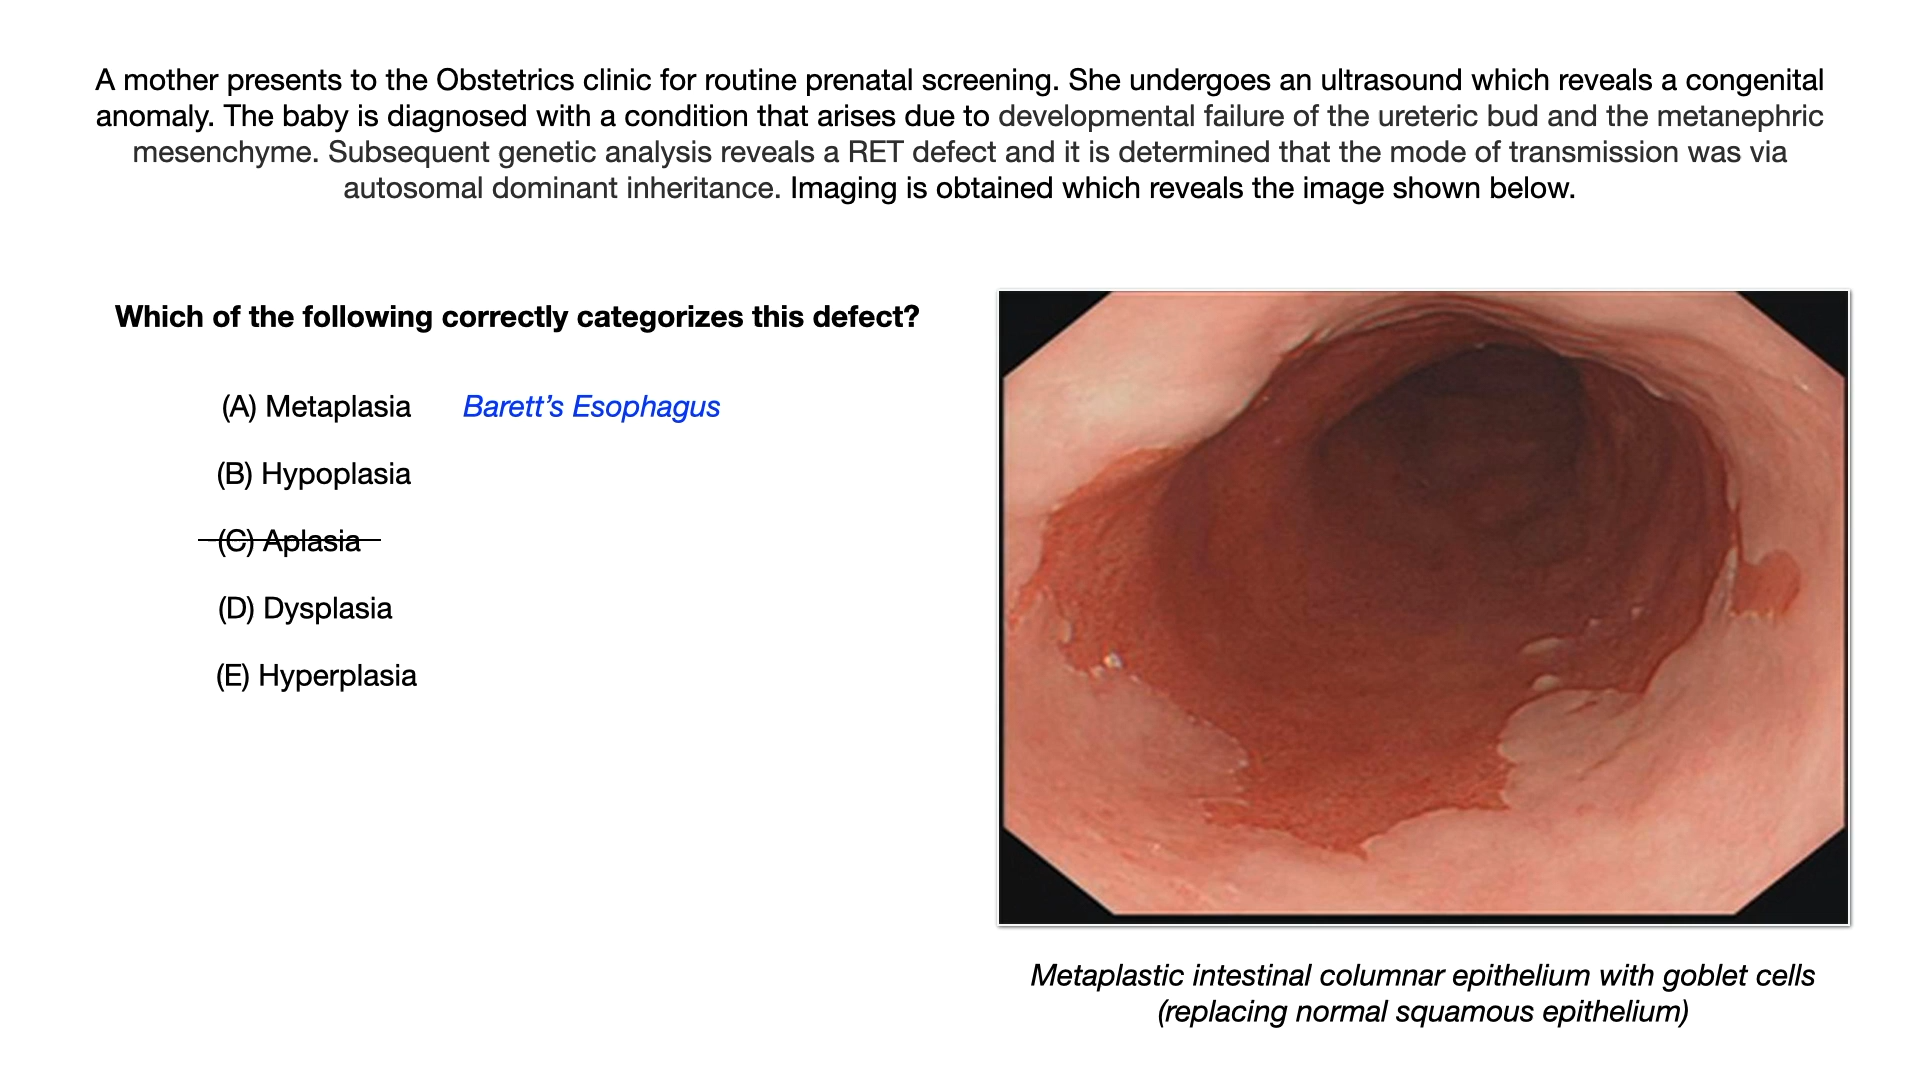 A mother presents to the Obstetrics clinic for routine prenatal screening. She undergoes an ultrasound which reveals a congenital
anomaly. The baby is diagnosed with a condition that arises due to developmental failure of the ureteric bud and the metanephric
mesenchyme. Subsequent genetic analysis reveals a RET defect and it is determined that the mode of transmission was via
autosomal dominant inheritance. Imaging is obtained which reveals the image shown below.
Which of the following correctly categorizes this defect?
(A) Metaplasia Barett’s Esophagus
(B) Hypoplasia
(C) Aplasia
(D) Dysplasia
(E) Hyperplasia
Metaplastic intestinal columnar epithelium with goblet cells
(replacing normal squamous epithelium)